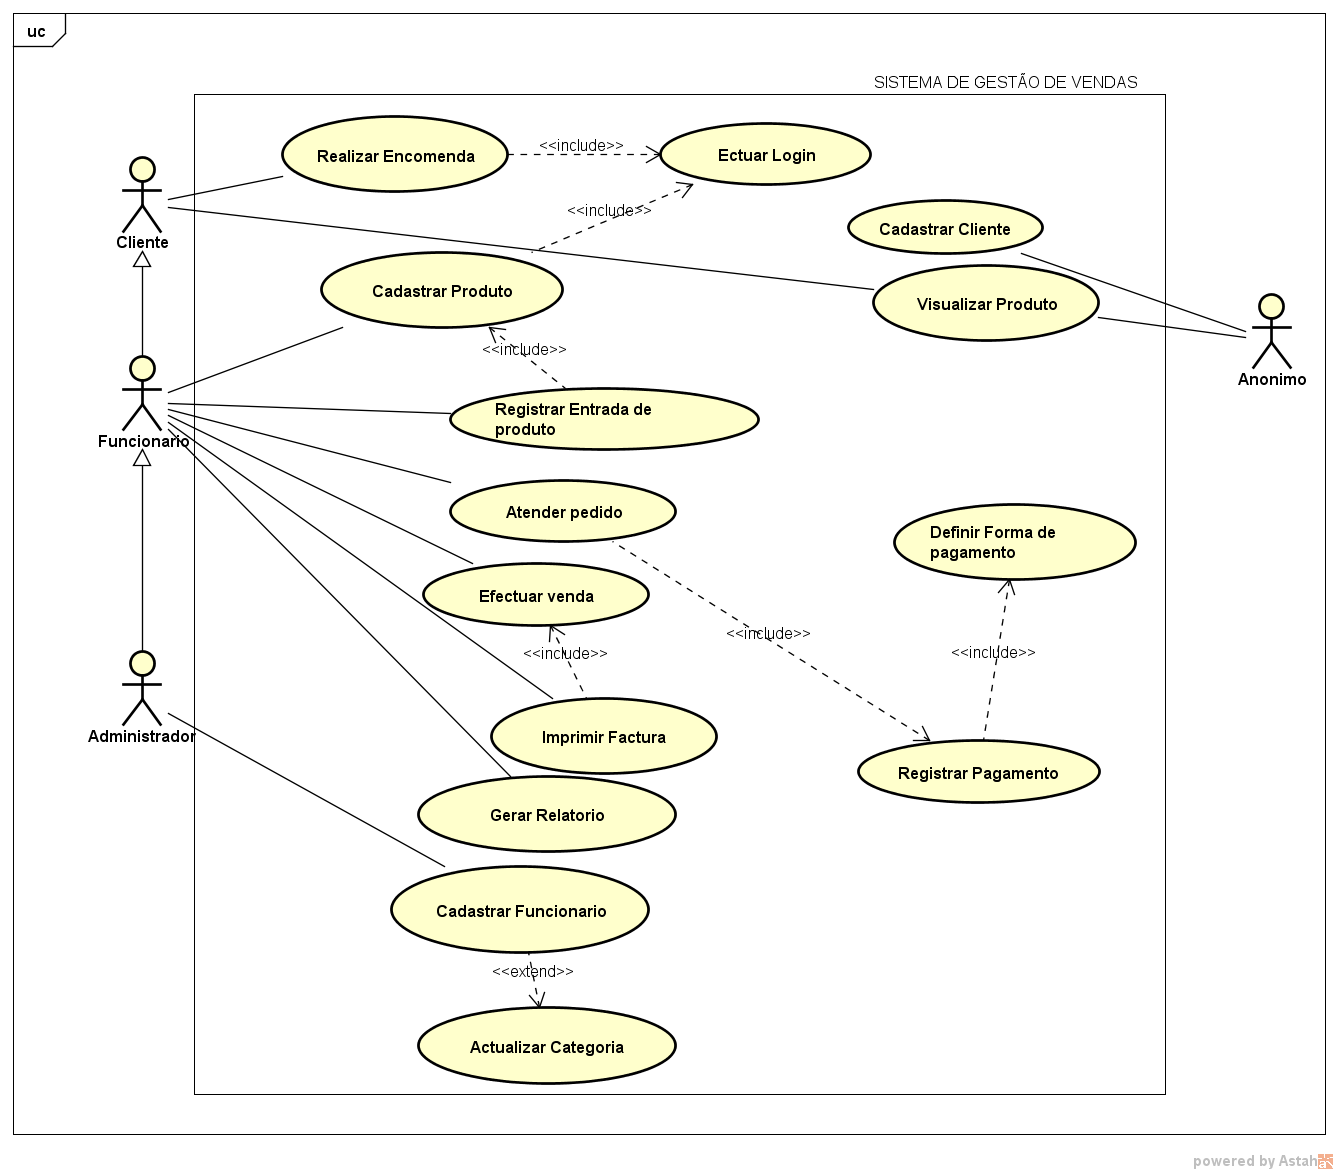 uc
SISTEMA DE GESTÃO DE VENDAS
Realizar Encomenda
<<include>>
Ectuar Login
<<include>>
Cliente
Cadastrar Cliente
Cadastrar Produto
Visualizar Produto
<<include>>
Anonimo
Registrar Entrada de
produto
Funcionario
Atender pedido
Definir Forma de
pagamento
Efectuar venda
<<include>>
<<include>>
<<include>>
Administrador
Imprimir Factura
Registrar Pagamento
Gerar Relatorio
Cadastrar Funcionario
<<extend>>
Actualizar Categoria
powered by Astah